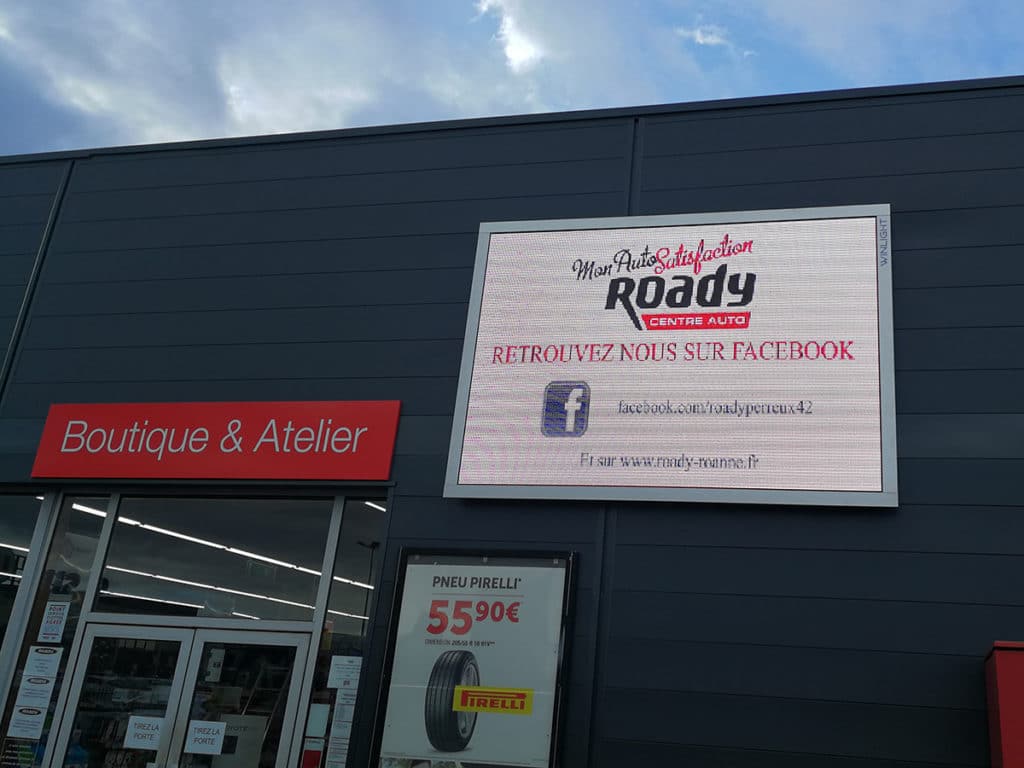 Mon Auto Satisfaction
Roady
CENTRE AUTO
RETROUVEZ NOUS SUR FACEBOOK
f
facebook.com/roadyperreux42
Et sur www.roady-roanne.fr
WINLIGHT
Boutique & Atelier
PNEU PIRELLI*
55,90€
PIRELLI
TIREZ LA
PORTE
TIREZ LA
PORTE